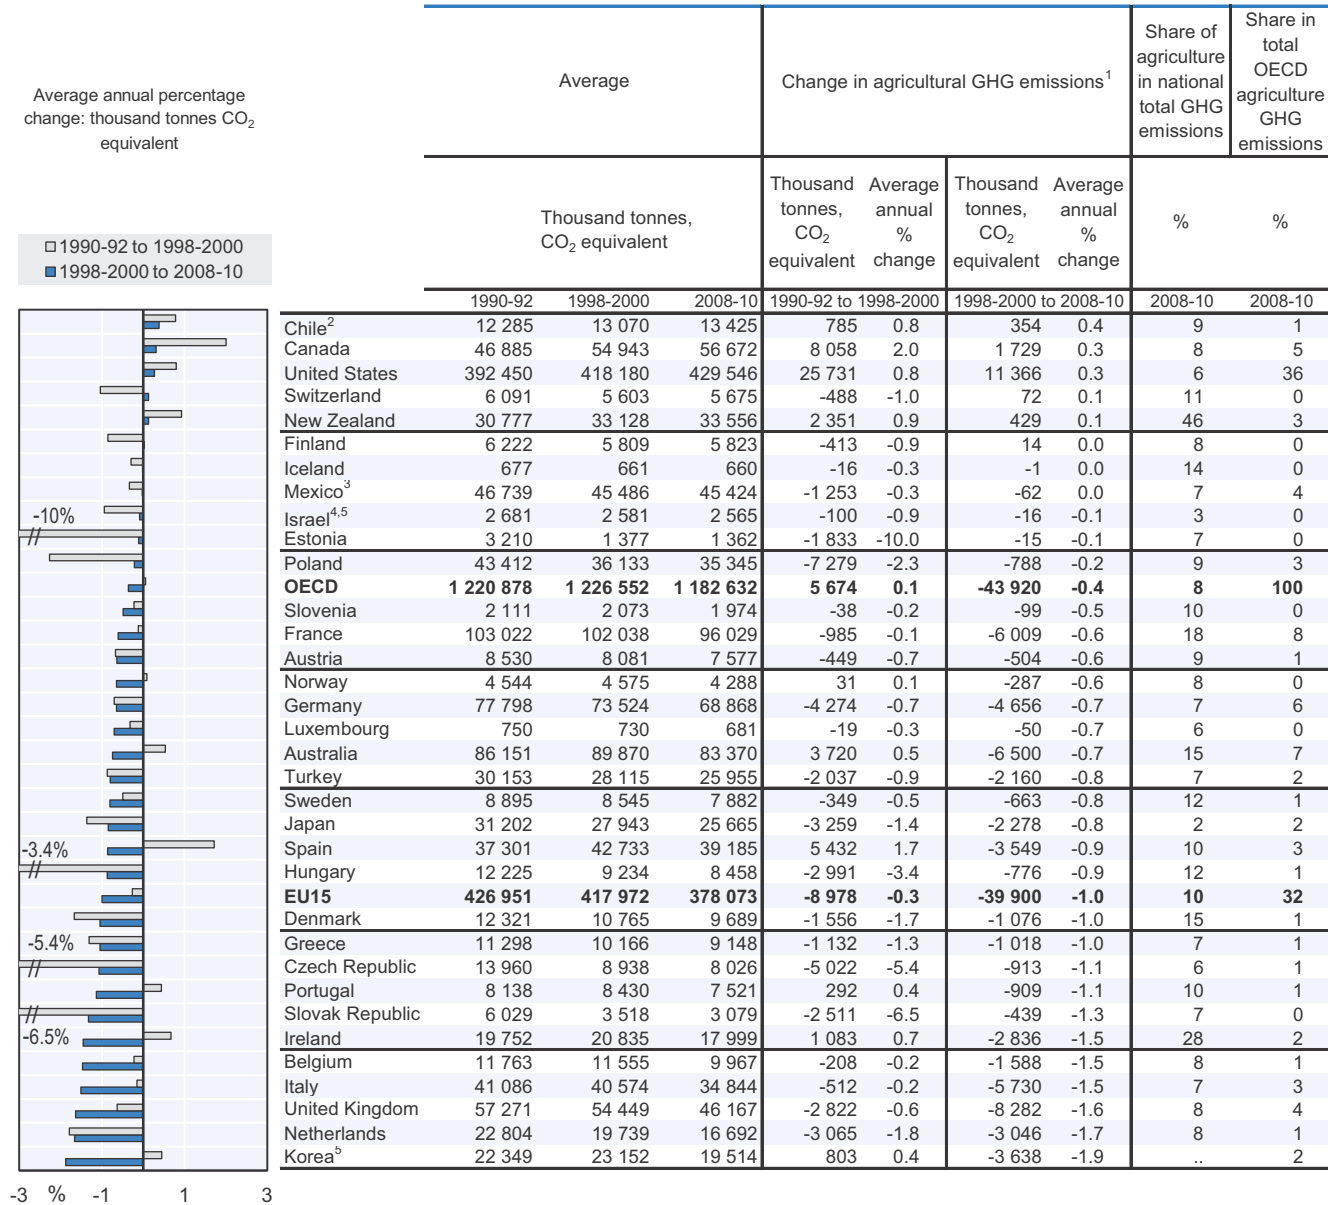 Average annual percentage
change: thousand tonnes CO2
equivalent
□ 1990-92 to 1998-2000
■ 1998-2000 to 2008-10
Average
Change in agricultural GHG emissions1
Share of
agriculture
in national
total GHG
emissions
Share in
total
OECD
agriculture
GHG
emissions
Thousand tonnes,
CO2 equivalent
Thousand
tonnes,
CO2
equivalent
Average
annual
%
change
Thousand
tonnes,
CO2
equivalent
Average
annual
%
change
%
%
1990-92 1998-2000 2008-10 1990-92 to 1998-2000 1998-2000 to 2008-10 2008-10 2008-10
Chile2 12 285 13 070 13 425 785 0.8 354 0.4 9 1
Canada 46 885 54 943 56 672 8 058 2.0 1 729 0.3 8 5
United States 392 450 418 180 429 546 25 731 0.8 11 366 0.3 6 36
Switzerland 6 091 5 603 5 675 -488 -1.0 72 0.1 11 0
New Zealand 30 777 33 128 33 556 2 351 0.9 429 0.1 46 3
Finland 6 222 5 809 5 823 -413 -0.9 14 0.0 8 0
Iceland 677 661 660 -16 -0.3 -1 0.0 14 0
Mexico3 46 739 45 486 45 424 -1 253 -0.3 -62 0.0 7 4
-10%
Israel4,5 2 681 2 581 2 565 -100 -0.9 -16 -0.1 3 0
Estonia 3 210 1 377 1 362 -1 833 -10.0 -15 -0.1 7 0
Poland 43 412 36 133 35 345 -7 279 -2.3 -788 -0.2 9 3
OECD 1 220 878 1 226 552 1 182 632 5 674 0.1 -43 920 -0.4 8 100
Slovenia 2 111 2 073 1 974 -38 -0.2 -99 -0.5 10 0
France 103 022 102 038 96 029 -985 -0.1 -6 009 -0.6 18 8
Austria 8 530 8 081 7 577 -449 -0.7 -504 -0.6 9 1
Norway 4 544 4 575 4 288 31 0.1 -287 -0.6 8 0
Germany 77 798 73 524 68 868 -4 274 -0.7 -4 656 -0.7 7 6
Luxembourg 750 730 681 -19 -0.3 -50 -0.7 6 0
Australia 86 151 89 870 83 370 3 720 0.5 -6 500 -0.7 15 7
Turkey 30 153 28 115 25 955 -2 037 -0.9 -2 160 -0.8 7 2
Sweden 8 895 8 545 7 882 -349 -0.5 -663 -0.8 12 1
Japan 31 202 27 943 25 665 -3 259 -1.4 -2 278 -0.8 2 2
-3.4%
Spain 37 301 42 733 39 185 5 432 1.7 -3 549 -0.9 10 3
Hungary 12 225 9 234 8 458 -2 991 -3.4 -776 -0.9 12 1
EU15 426 951 417 972 378 073 -8 978 -0.3 -39 900 -1.0 10 32
Denmark 12 321 10 765 9 689 -1 556 -1.7 -1 076 -1.0 15 1
-5.4%
Greece 11 298 10 166 9 148 -1 132 -1.3 -1 018 -1.0 7 1
Czech Republic 13 960 8 938 8 026 -5 022 -5.4 -913 -1.1 6 1
Portugal 8 138 8 430 7 521 292 0.4 -909 -1.1 10 1
Slovak Republic 6 029 3 518 3 079 -2 511 -6.5 -439 -1.3 7 0
-6.5%
Ireland 19 752 20 835 17 999 1 083 0.7 -2 836 -1.5 28 2
Belgium 11 763 11 555 9 967 -208 -0.2 -1 588 -1.5 8 1
Italy 41 086 40 574 34 844 -512 -0.2 -5 730 -1.5 7 3
United Kingdom 57 271 54 449 46 167 -2 822 -0.6 -8 282 -1.6 8 4
Netherlands 22 804 19 739 16 692 -3 065 -1.8 -3 046 -1.7 8 1
Korea5 22 349 23 152 19 514 803 0.4 -3 638 -1.9 .. 2
-3 % -1 1 3